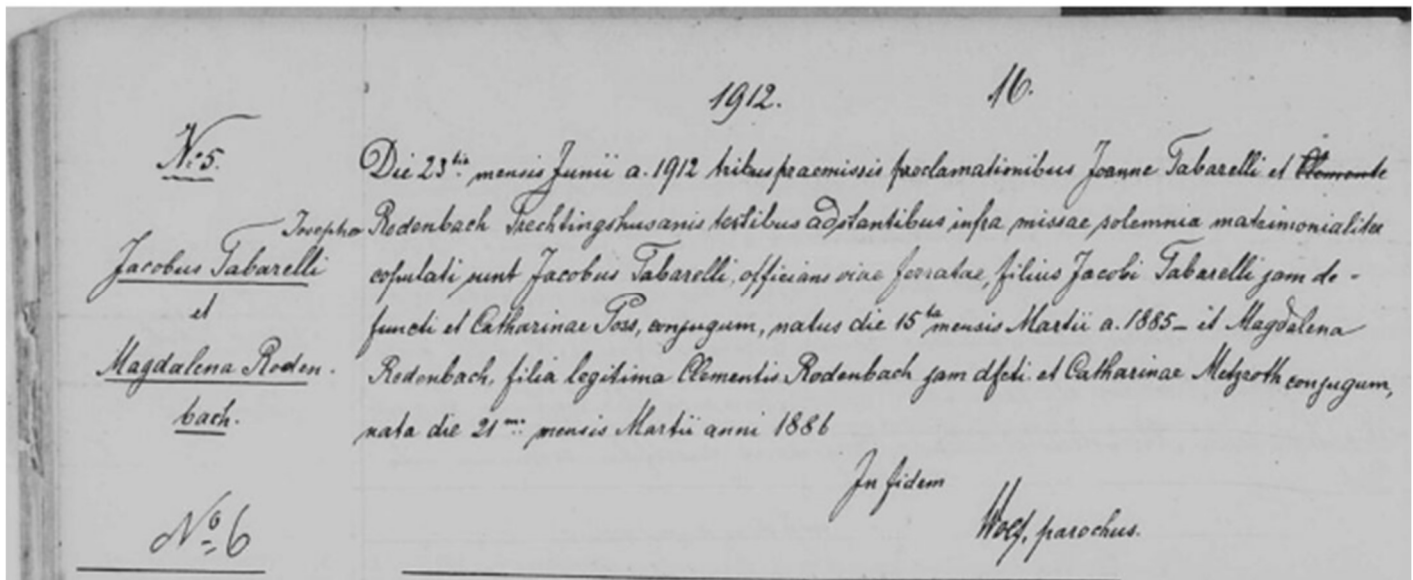 1912. 16.
No 5.
Die 23tia mensis Junii a. 1912 tribus praemissis proclamationibus Joanne Tabarelli et Clemente
Josepho Rodenbach Trechtingshusanis testibus adstantibus infra missae solemnia matrimonialiter
Jacobus Tabarelli
copulati sunt Jacobus Tabarelli, officians viae ferratae, filius Jacobi Tabarelli jam de-
et
functi et Catharinae Poss, conjugum, natus die 15ta mensis Martii a. 1885 – et Magdalena
Magdalena Roden-
Rodenbach, filia legitima Clementis Rodenbach jam dfcti et Catharinae Metzroth conjugum,
bach.
nata die 21ma mensis Martii anni 1886
In fidem
Wolf, parochus.
No 6